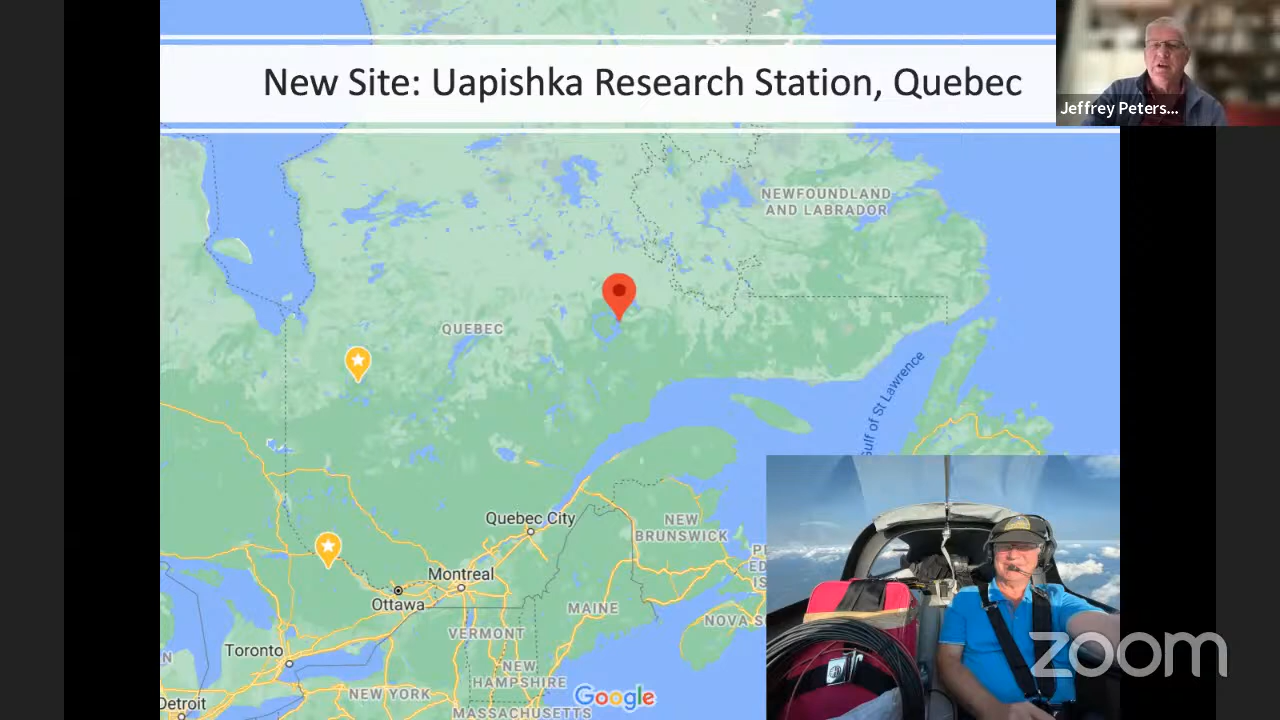 New Site: Uapishka Research Station, Quebec
Jeffrey Peters...
NEWFOUNDLAND
AND LABRADOR
QUEBEC
Gulf of St Lawrence
Quebec City
NEW
BRUNSWICK
Montreal
Ottawa
MAINE
NOVA S
VERMONT
Toronto
NEW
HAMPSHIRE
NEW YORK
Google
Detroit
MASSACHUSETTS
zoom